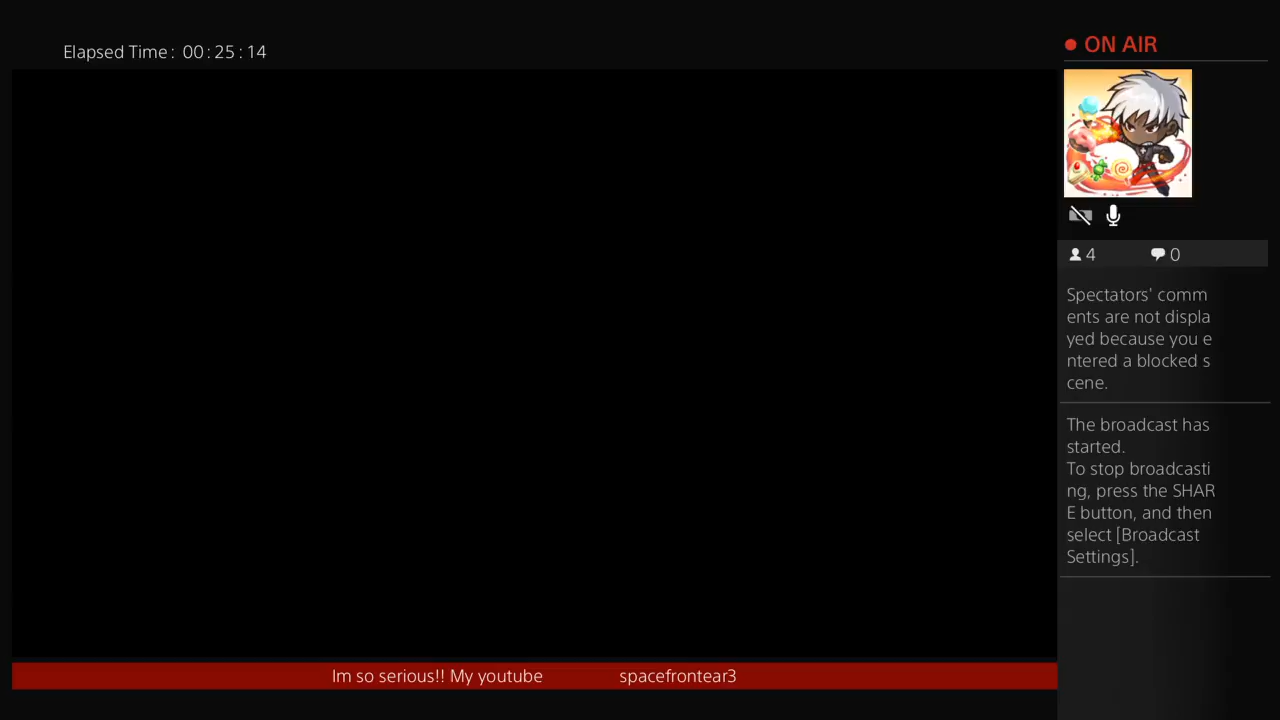 Elapsed Time: 00:25:14
ON AIR
4 0
Spectators' comm
ents are not displa
yed because you e
ntered a blocked s
cene.
The broadcast has
started.
To stop broadcasti
ng, press the SHAR
E button, and then
select [Broadcast
Settings].
Im so serious!! My youtube spacefrontear3